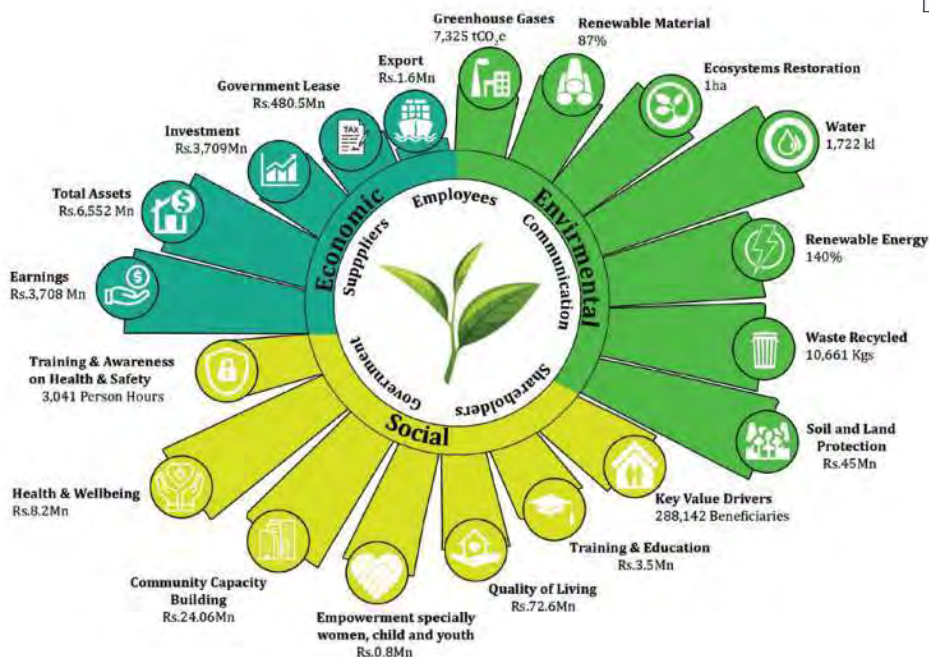 Greenhouse Gases
7,325 tCO₂e
Renewable Material
87%
Ecosystems Restoration
1ha
Water
1,722 kl
Renewable Energy
140%
Waste Recycled
10,661 Kgs
Soil and Land
Protection
Rs.45Mn
Key Value Drivers
288,142 Beneficiaries
Training & Education
Rs.3.5Mn
Quality of Living
Rs.72.6Mn
Empowerment specially
women, child and youth
Rs.0.8Mn
Community Capacity
Building
Rs.24.06Mn
Health & Wellbeing
Rs.8.2Mn
Training & Awareness
on Health & Safety
3,041 Person Hours
Earnings
Rs.3,708 Mn
Total Assets
Rs.6,552 Mn
Investment
Rs.3,709Mn
Government Lease
Rs.480.5Mn
TAX
Export
Rs.1.6Mn
Economic
Envirmental
Social
Employees
Communication
Shareholders
Government
Supppliers